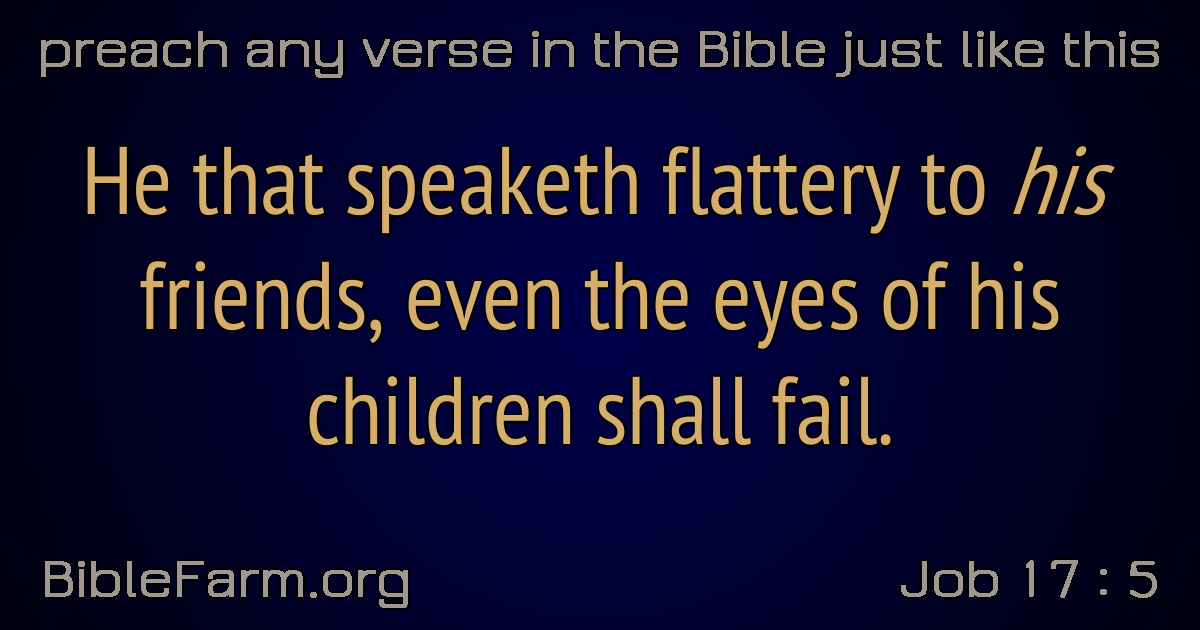 preach any verse in the Bible just like this
He that speaketh flattery to his
friends, even the eyes of his
children shall fail.
BibleFarm.org
Job 17 : 5